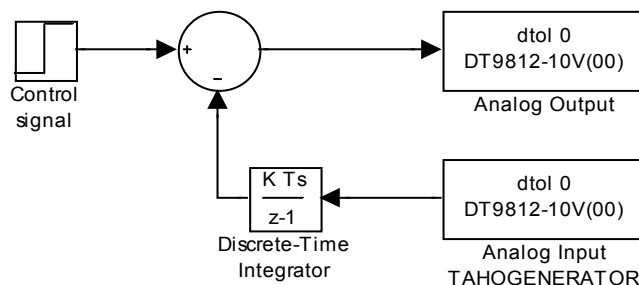 Control
signal
+
−
dtol 0
DT9812-10V(00)
Analog Output
K Ts
z-1
Discrete-Time
Integrator
dtol 0
DT9812-10V(00)
Analog Input
TAHOGENERATOR